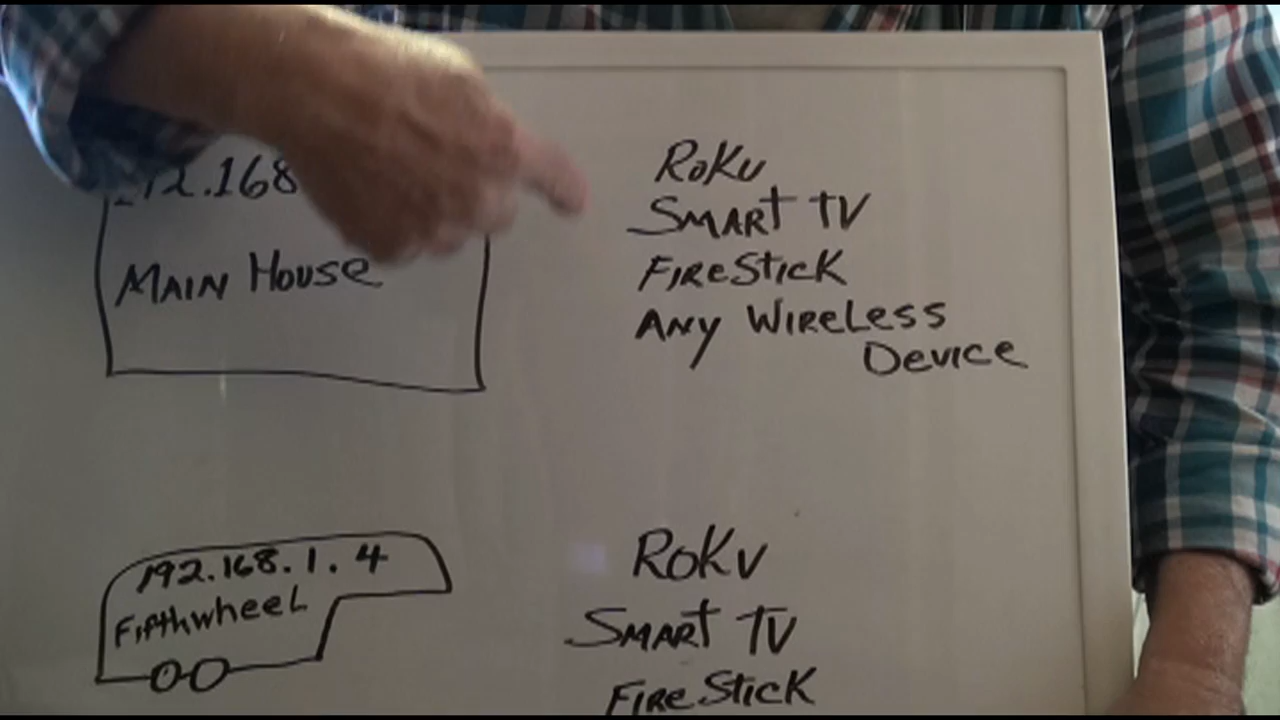 192.168
MAIN HOUSE
ROKU
SMART TV
FIRESTICK
ANY WIRELESS
DEVICE
192.168.1.4
FIFTHWHEEL
ROKU
SMART TV
FIRESTICK